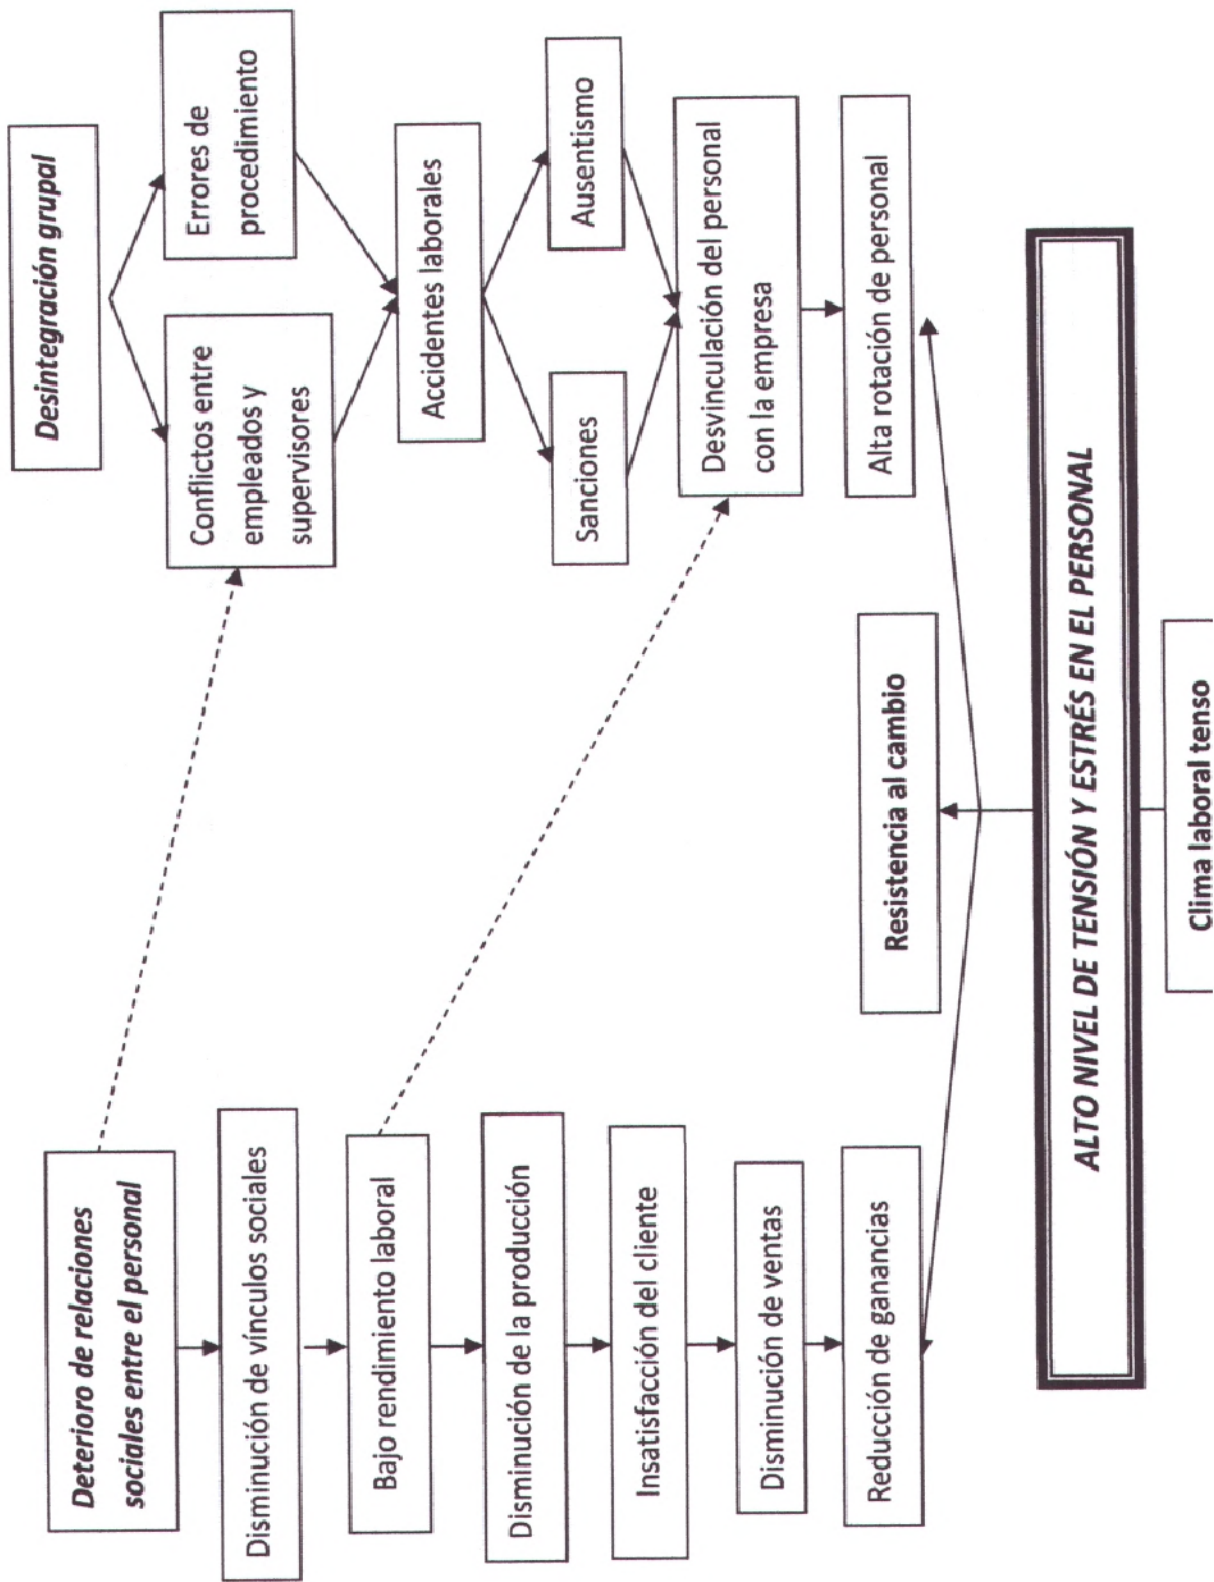 Deterioro de relaciones
sociales entre el personal
Desintegración grupal
Disminución de vínculos sociales
Conflictos entre
empleados y
supervisores
Errores de
procedimiento
Bajo rendimiento laboral
Accidentes laborales
Disminución de la producción
Sanciones
Ausentismo
Insatisfacción del cliente
Desvinculación del personal
con la empresa
Disminución de ventas
Reducción de ganancias
Resistencia al cambio
Alta rotación de personal
ALTO NIVEL DE TENSIÓN Y ESTRÉS EN EL PERSONAL
Clima laboral tenso